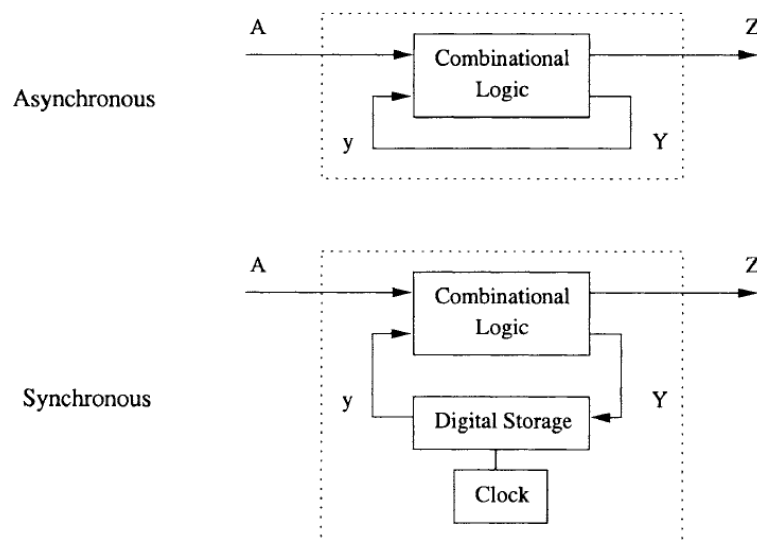 A
Z
Combinational
Logic
Asynchronous
y
Y
A
Z
Combinational
Logic
Synchronous
y
Y
Digital Storage
Clock